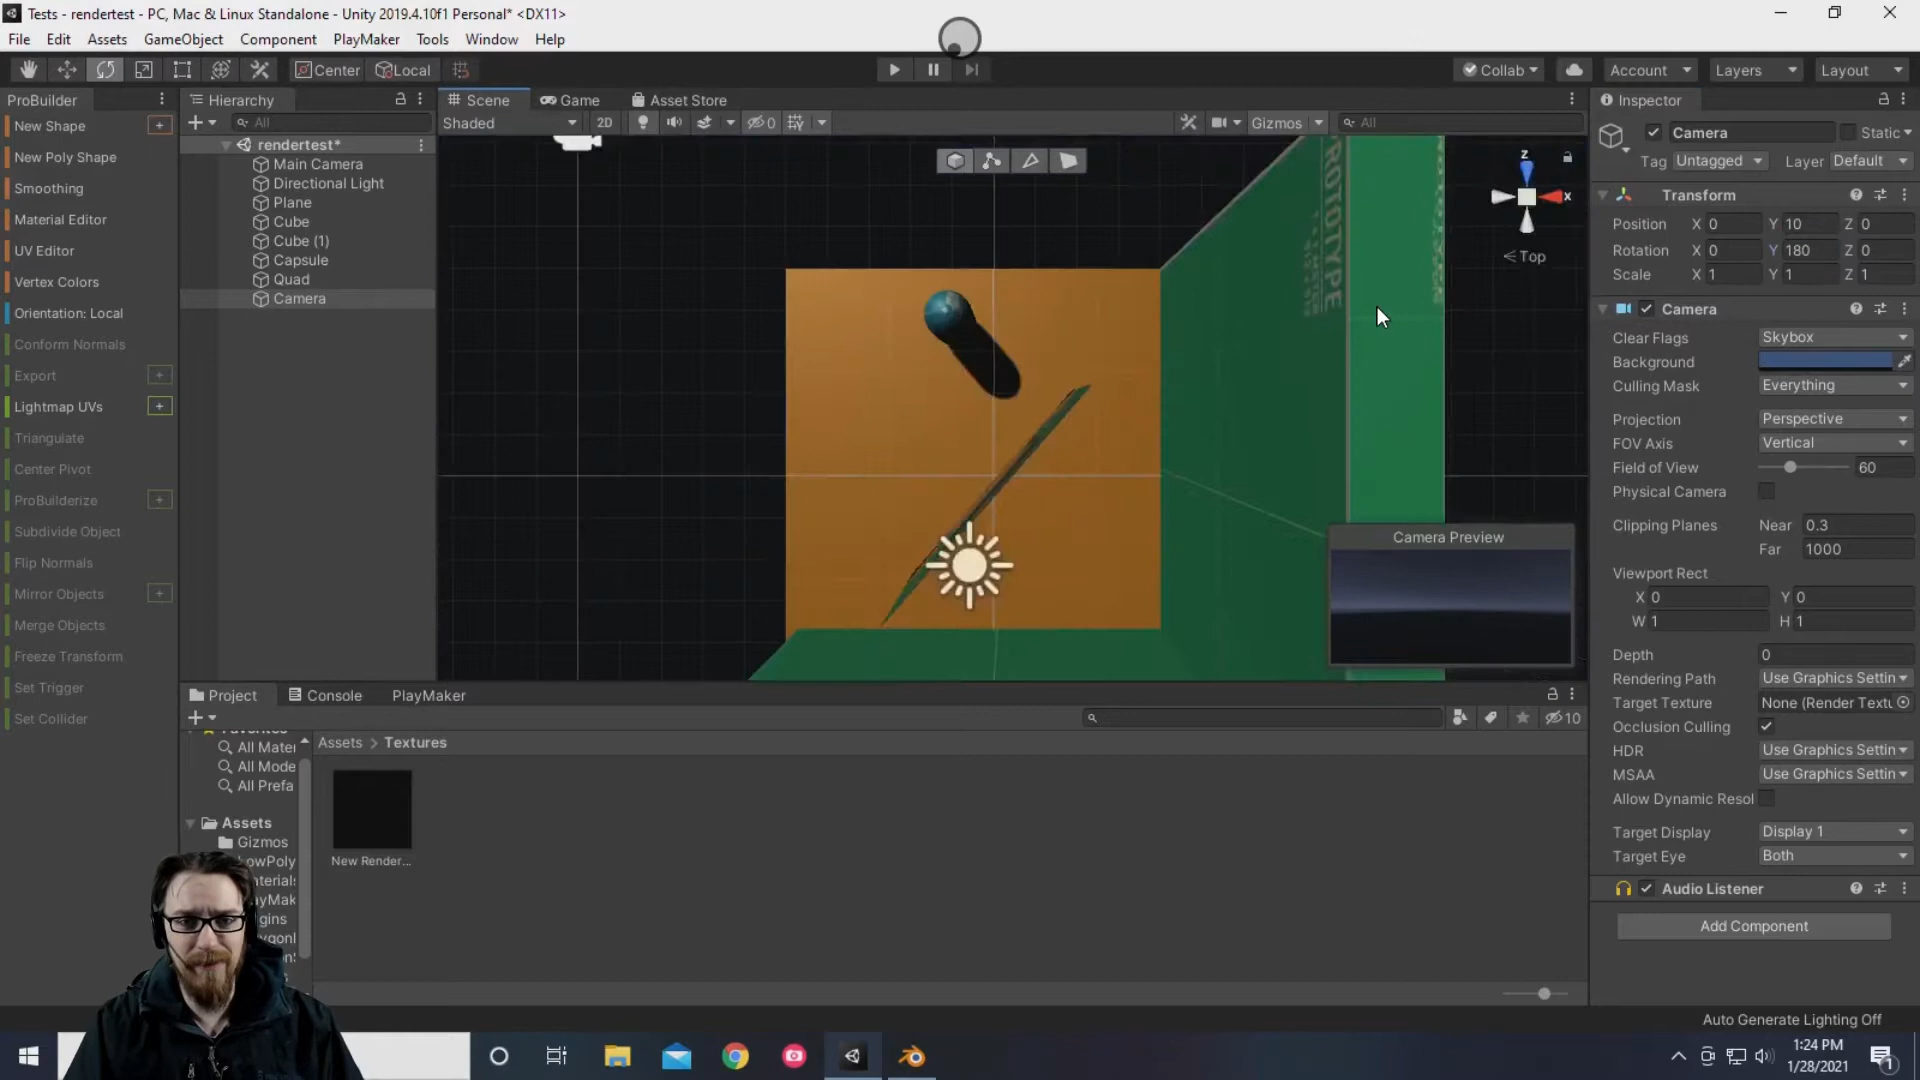 Tests - rendertest - PC, Mac & Linux Standalone - Unity 2019.4.10f1 Personal* <DX11>
File Edit Assets GameObject Component PlayMaker Tools Window Help
Center Local Collab Account Layers Layout
ProBuilder
New Shape
New Poly Shape
Smoothing
Material Editor
UV Editor
Vertex Colors
Orientation: Local
Conform Normals
Export
Lightmap UVs
Triangulate
Center Pivot
ProBuilderize
Subdivide Object
Flip Normals
Mirror Objects
Merge Objects
Freeze Transform
Set Trigger
Set Collider
Hierarchy
All
rendertest*
Main Camera
Directional Light
Plane
Cube
Cube (1)
Capsule
Quad
Camera
Scene Game Asset Store
Shaded 2D 0 Gizmos All
PROTOTYPE
z
x
Top
Camera Preview
Inspector
Camera Static
Tag Untagged Layer Default
Transform
Position X 0 Y 10 Z 0
Rotation X 0 Y 180 Z 0
Scale X 1 Y 1 Z 1
Camera
Clear Flags Skybox
Background
Culling Mask Everything
Projection Perspective
FOV Axis Vertical
Field of View 60
Physical Camera
Clipping Planes Near 0.3
Far 1000
Viewport Rect
X 0 Y 0
W 1 H 1
Depth 0
Rendering Path Use Graphics Settin
Target Texture None (Render Textu
Occlusion Culling
HDR Use Graphics Settin
MSAA Use Graphics Settin
Allow Dynamic Resol
Target Display Display 1
Target Eye Both
Audio Listener
Add Component
Project Console PlayMaker
10
Favorites
All Mater
All Mode
All Prefa
Assets
Gizmos
LowPoly
aterials
ayMak
gins
Assets > Textures
New Render...
Auto Generate Lighting Off
1:24 PM
1/28/2021
1